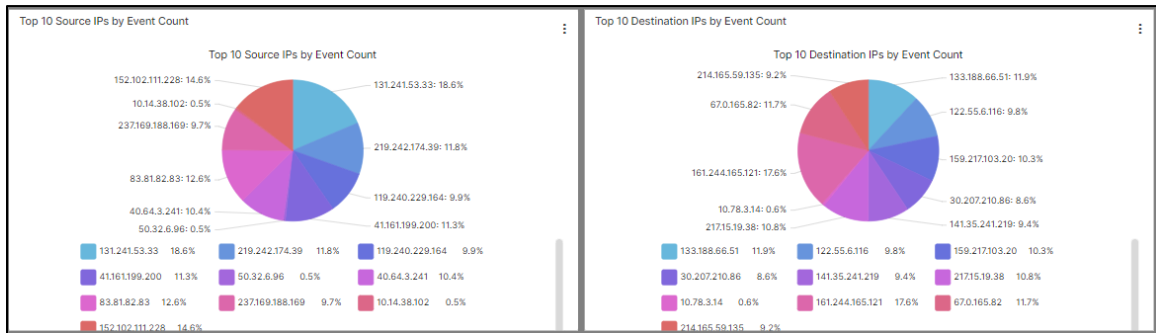 Top 10 Source IPs by Event Count
Top 10 Source IPs by Event Count
152.102.111.228: 14.6%
131.241.53.33: 18.6%
10.14.38.102: 0.5%
237.169.188.169: 9.7%
219.242.174.39: 11.8%
83.81.82.83: 12.6%
119.240.229.164: 9.9%
40.64.3.241: 10.4%
41.161.199.200: 11.3%
50.32.6.96: 0.5%
131.241.53.33 18.6% 219.242.174.39 11.8% 119.240.229.164 9.9%
41.161.199.200 11.3% 50.32.6.96 0.5% 40.64.3.241 10.4%
83.81.82.83 12.6% 237.169.188.169 9.7% 10.14.38.102 0.5%
152.102.111.228 14.6%
Top 10 Destination IPs by Event Count
Top 10 Destination IPs by Event Count
214.165.59.135: 9.2%
133.188.66.51: 11.9%
67.0.165.82: 11.7%
122.55.6.116: 9.8%
159.217.103.20: 10.3%
161.244.165.121: 17.6%
30.207.210.86: 8.6%
10.78.3.14: 0.6%
141.35.241.219: 9.4%
217.15.19.38: 10.8%
133.188.66.51 11.9% 122.55.6.116 9.8% 159.217.103.20 10.3%
30.207.210.86 8.6% 141.35.241.219 9.4% 217.15.19.38 10.8%
10.78.3.14 0.6% 161.244.165.121 17.6% 67.0.165.82 11.7%
214.165.59.135 9.2%